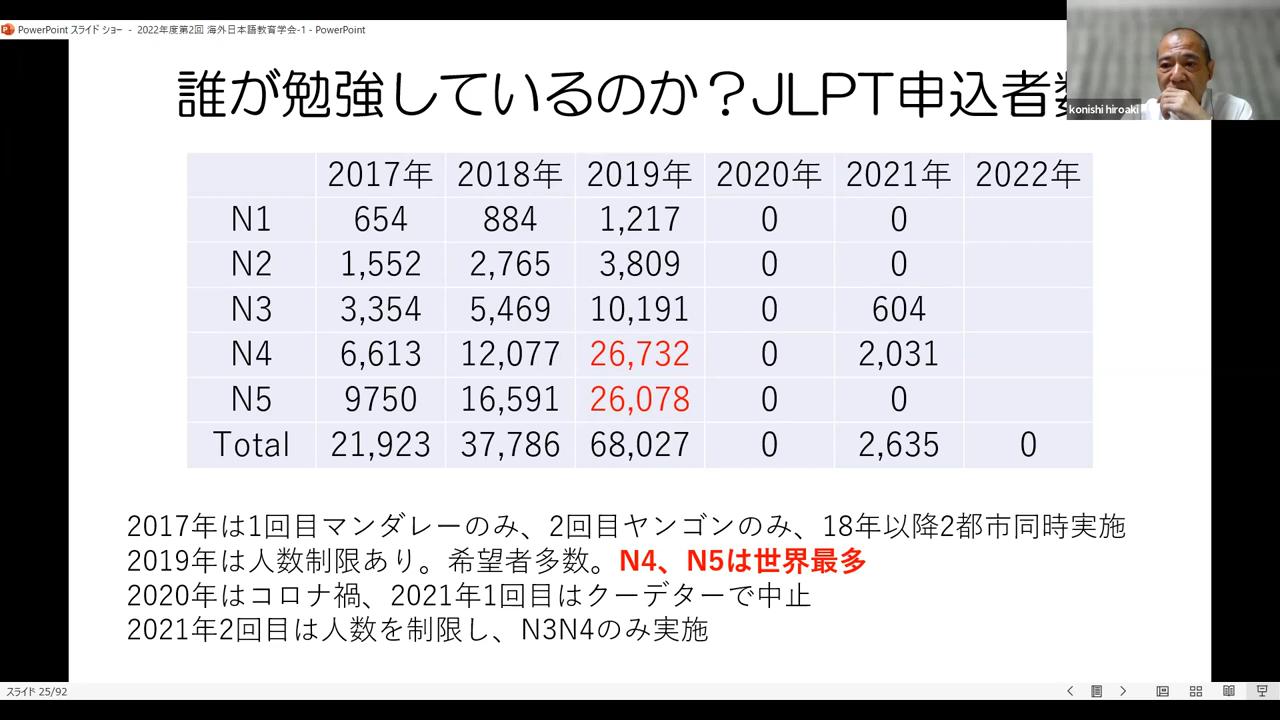 PowerPoint スライド ショー - 2022年度第2回 海外日本語教育学会-1 - PowerPoint
誰が勉強しているのか？JLPT申込者数
konishi hiroaki
2017年 2018年 2019年 2020年 2021年 2022年
N1 654 884 1,217 0 0
N2 1,552 2,765 3,809 0 0
N3 3,354 5,469 10,191 0 604
N4 6,613 12,077 26,732 0 2,031
N5 9750 16,591 26,078 0 0
Total 21,923 37,786 68,027 0 2,635 0
2017年は1回目マンダレーのみ、2回目ヤンゴンのみ、18年以降2都市同時実施
2019年は人数制限あり。希望者多数。N4、N5は世界最多
2020年はコロナ禍、2021年1回目はクーデターで中止
2021年2回目は人数を制限し、N3N4のみ実施
スライド 25/92